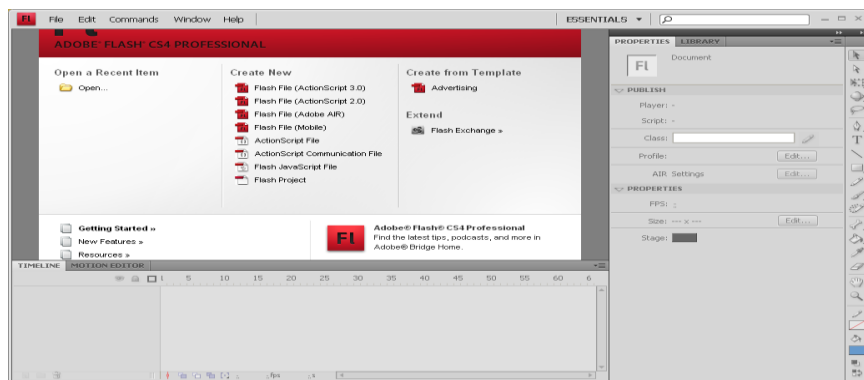 Fl File Edit Commands Window Help ESSENTIALS
ADOBE® FLASH® CS4 PROFESSIONAL
Open a Recent Item
Open...
Create New
Flash File (ActionScript 3.0)
Flash File (ActionScript 2.0)
Flash File (Adobe AIR)
Flash File (Mobile)
ActionScript File
ActionScript Communication File
Flash JavaScript File
Flash Project
Create from Template
Advertising
Extend
Flash Exchange »
Getting Started »
New Features »
Resources »
Fl
Adobe® Flash® CS4 Professional
Find the latest tips, podcasts, and more in
Adobe® Bridge Home.
PROPERTIES LIBRARY
Fl Document
PUBLISH
Player: -
Script: -
Class:
Profile: Edit...
AIR Settings Edit...
PROPERTIES
FPS:
Size: --- x --- Edit...
Stage:
TIMELINE MOTION EDITOR
1 5 10 15 20 25 30 35 40 45 50 55 60 6
fps s